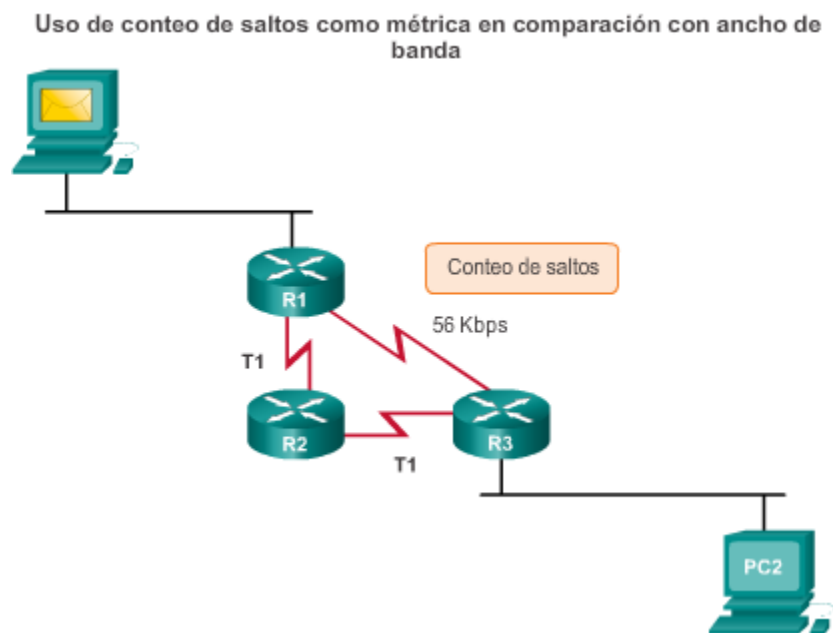 Uso de conteo de saltos como métrica en comparación con ancho de
banda
R1
Conteo de saltos
56 Kbps
T1
R2
R3
T1
PC2